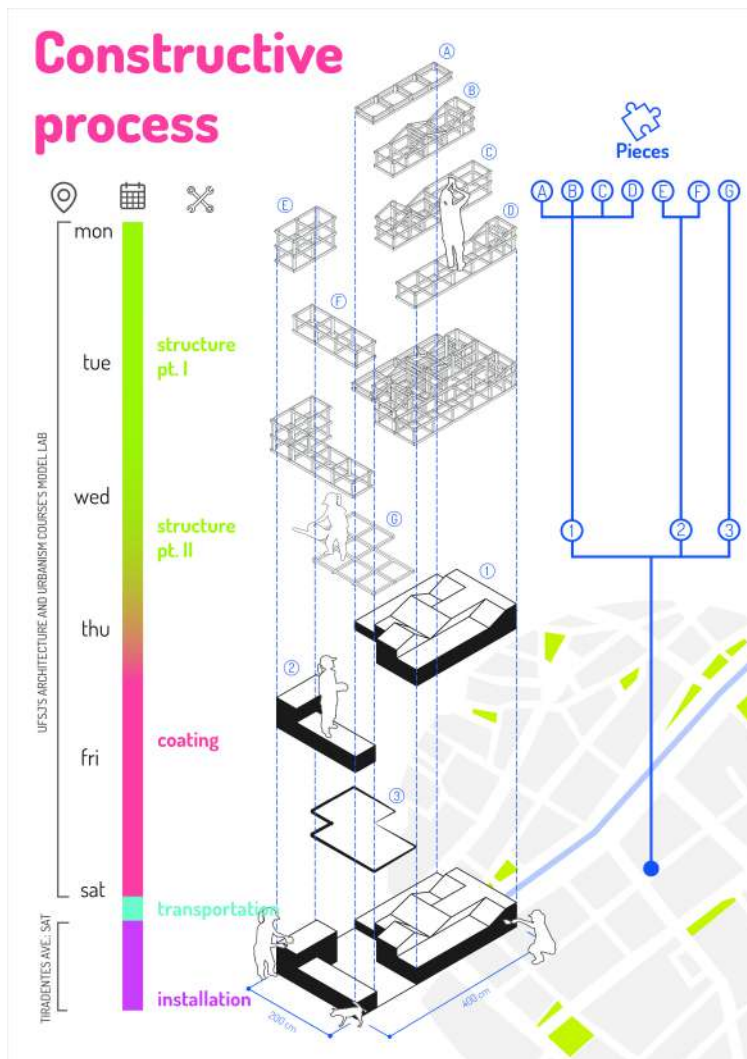 Constructive
process
Pieces
A B C D E F G
A
B
C
D
E
F
G
mon
tue
wed
thu
fri
sat
UFSJ'S ARCHITECTURE AND URBANISM COURSE'S MODEL LAB
TIRADENTES AVE.; SAT
structure
pt. I
structure
pt. II
coating
transportation
installation
1
2
3
1 2 3
200 cm
400 cm